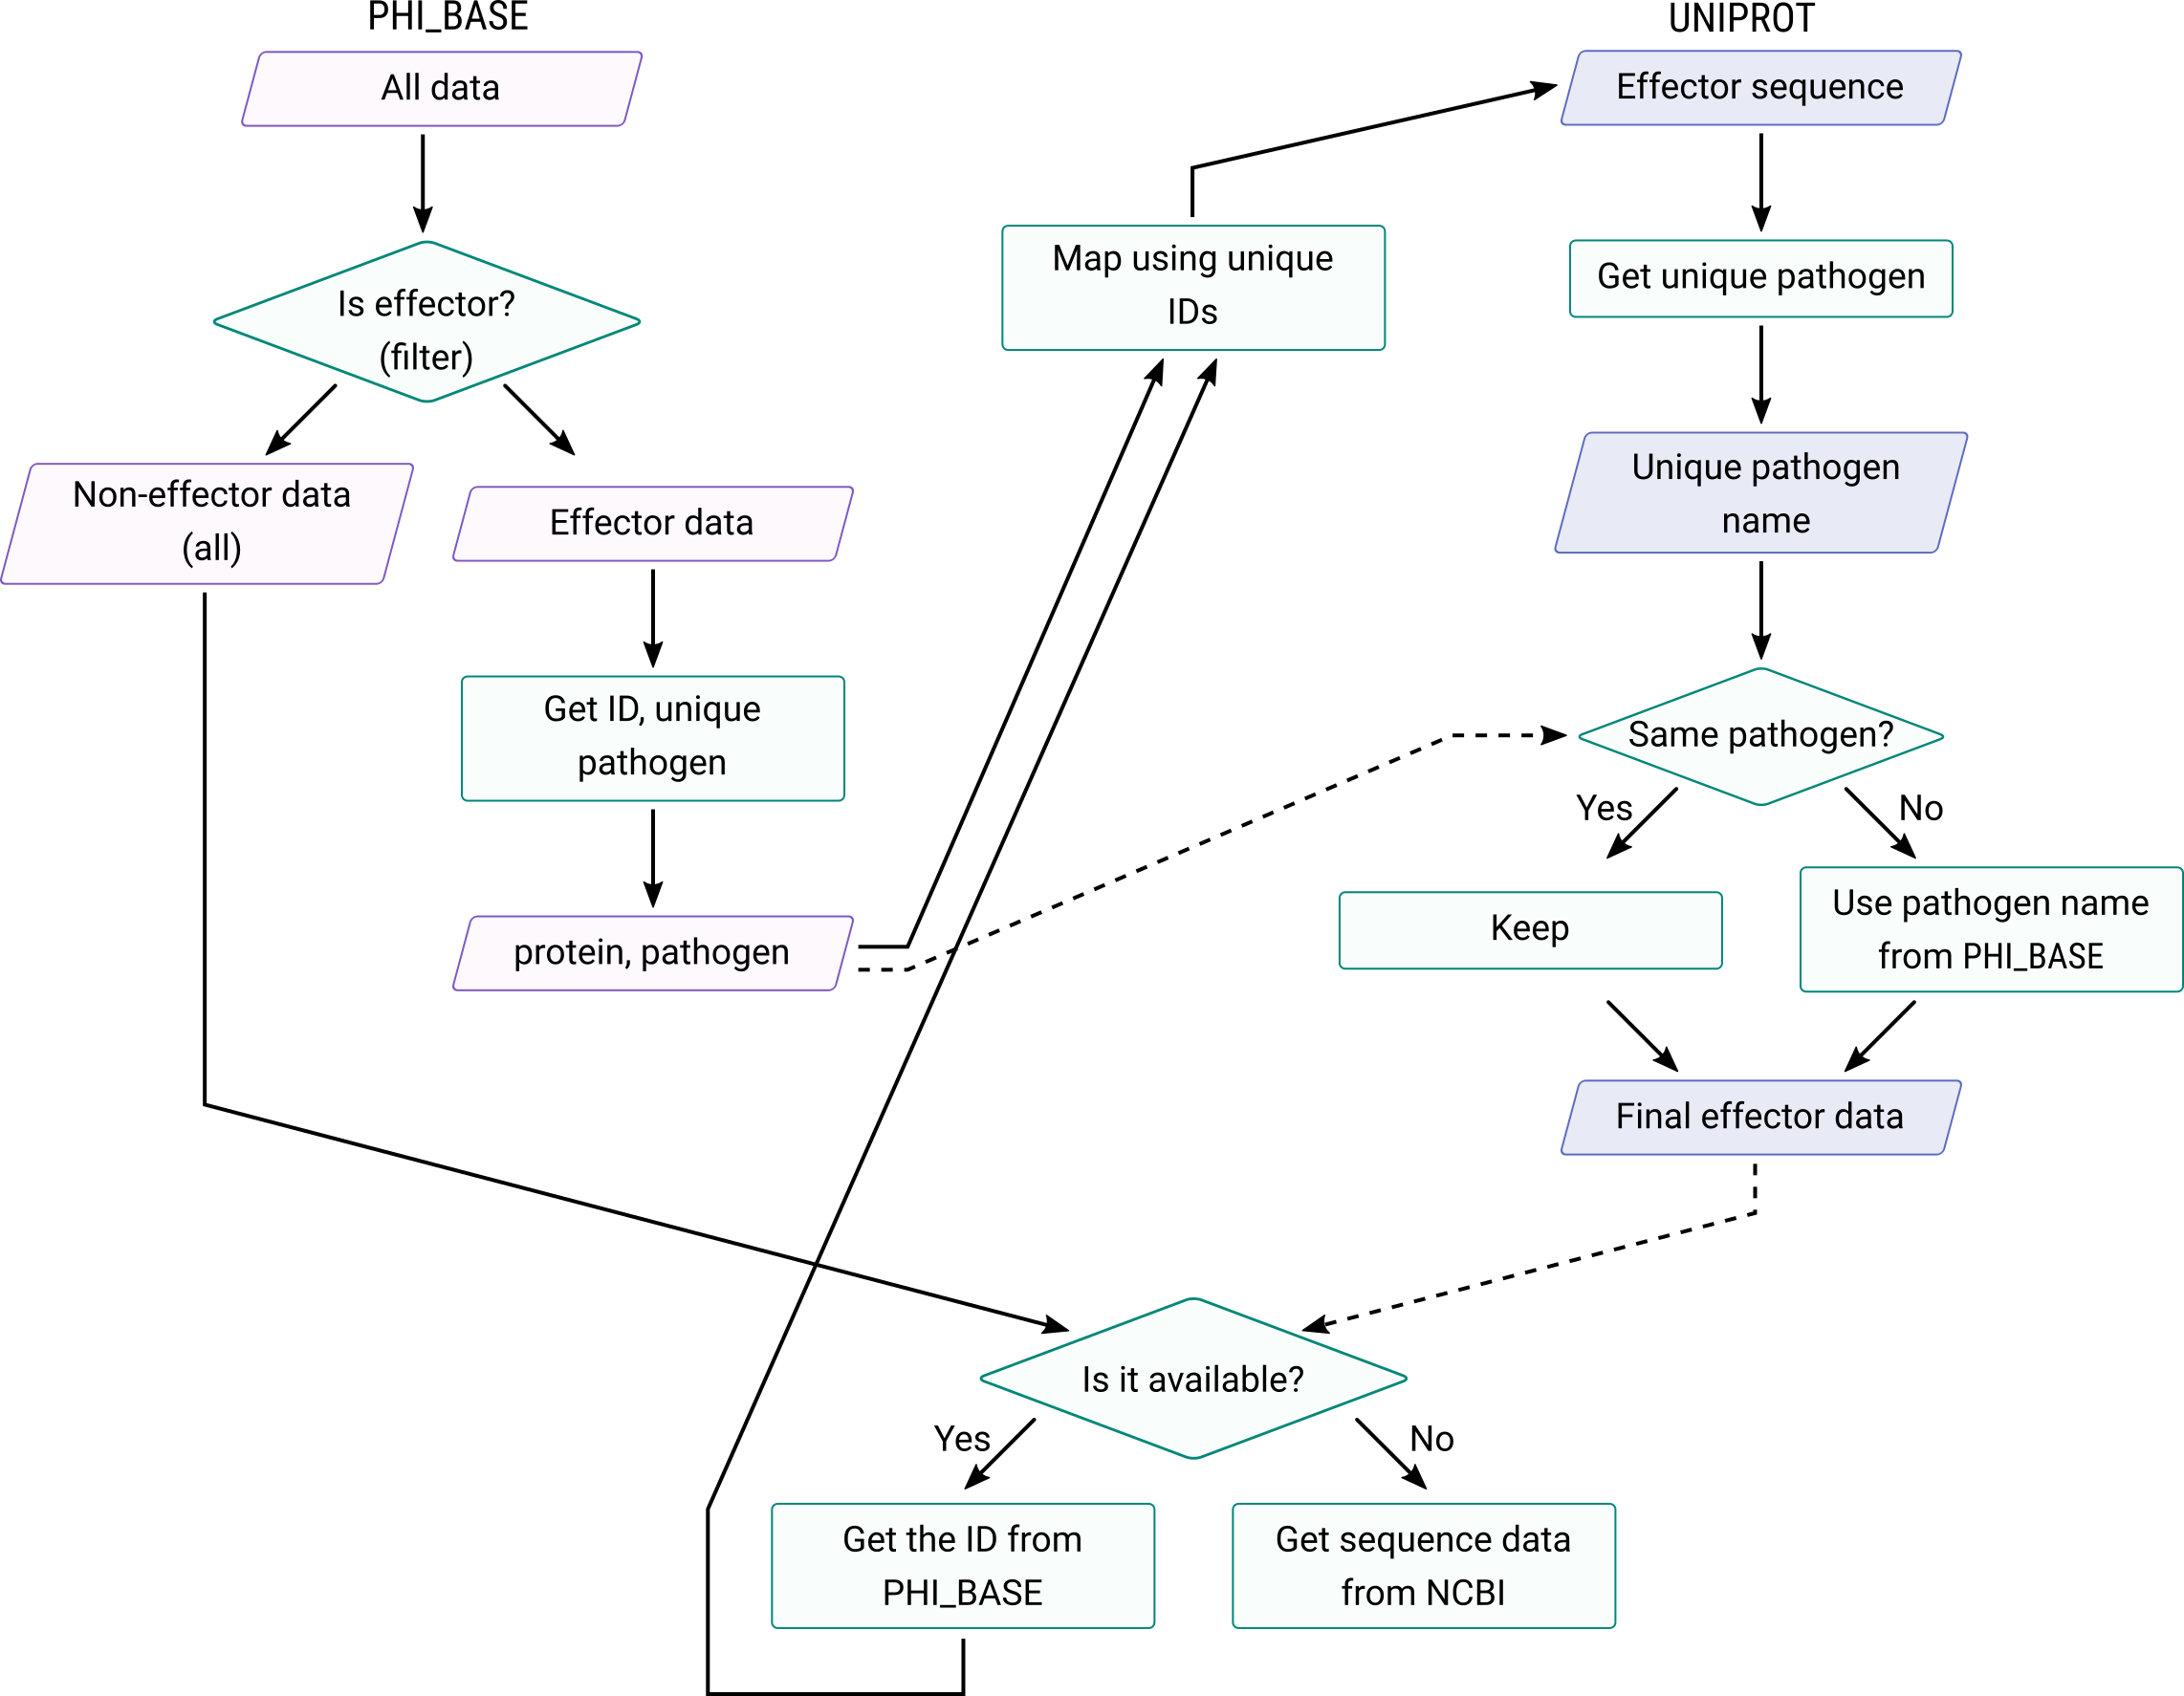 PHI_BASE
All data
Is effector?
(filter)
Non-effector data
(all)
Effector data
Get ID, unique
pathogen
protein, pathogen
Map using unique
IDs
UNIPROT
Effector sequence
Get unique pathogen
Unique pathogen
name
Same pathogen?
Yes
No
Keep
Use pathogen name
from PHI_BASE
Final effector data
Is it available?
Yes
No
Get the ID from
PHI_BASE
Get sequence data
from NCBI